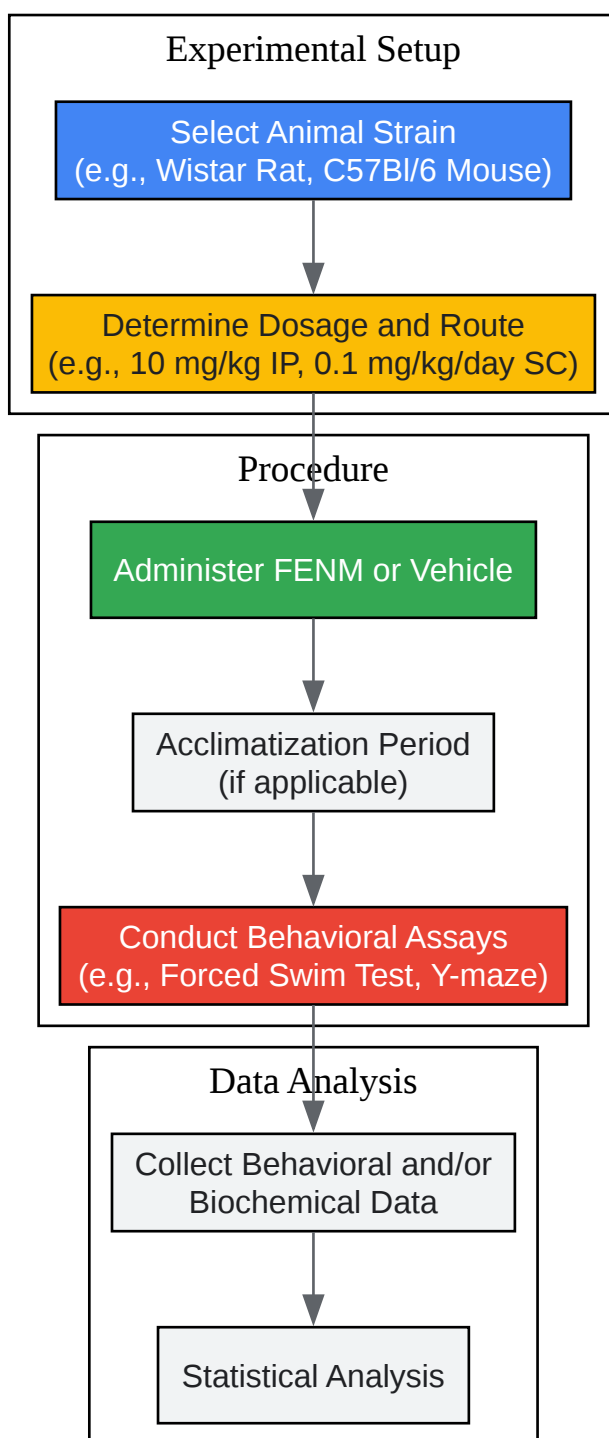 Experimental Setup
Select Animal Strain
(e.g., Wistar Rat, C57Bl/6 Mouse)
Determine Dosage and Route
(e.g., 10 mg/kg IP, 0.1 mg/kg/day SC)
Procedure
Administer FENM or Vehicle
Acclimatization Period
(if applicable)
Conduct Behavioral Assays
(e.g., Forced Swim Test, Y-maze)
Data Analysis
Collect Behavioral and/or
Biochemical Data
Statistical Analysis